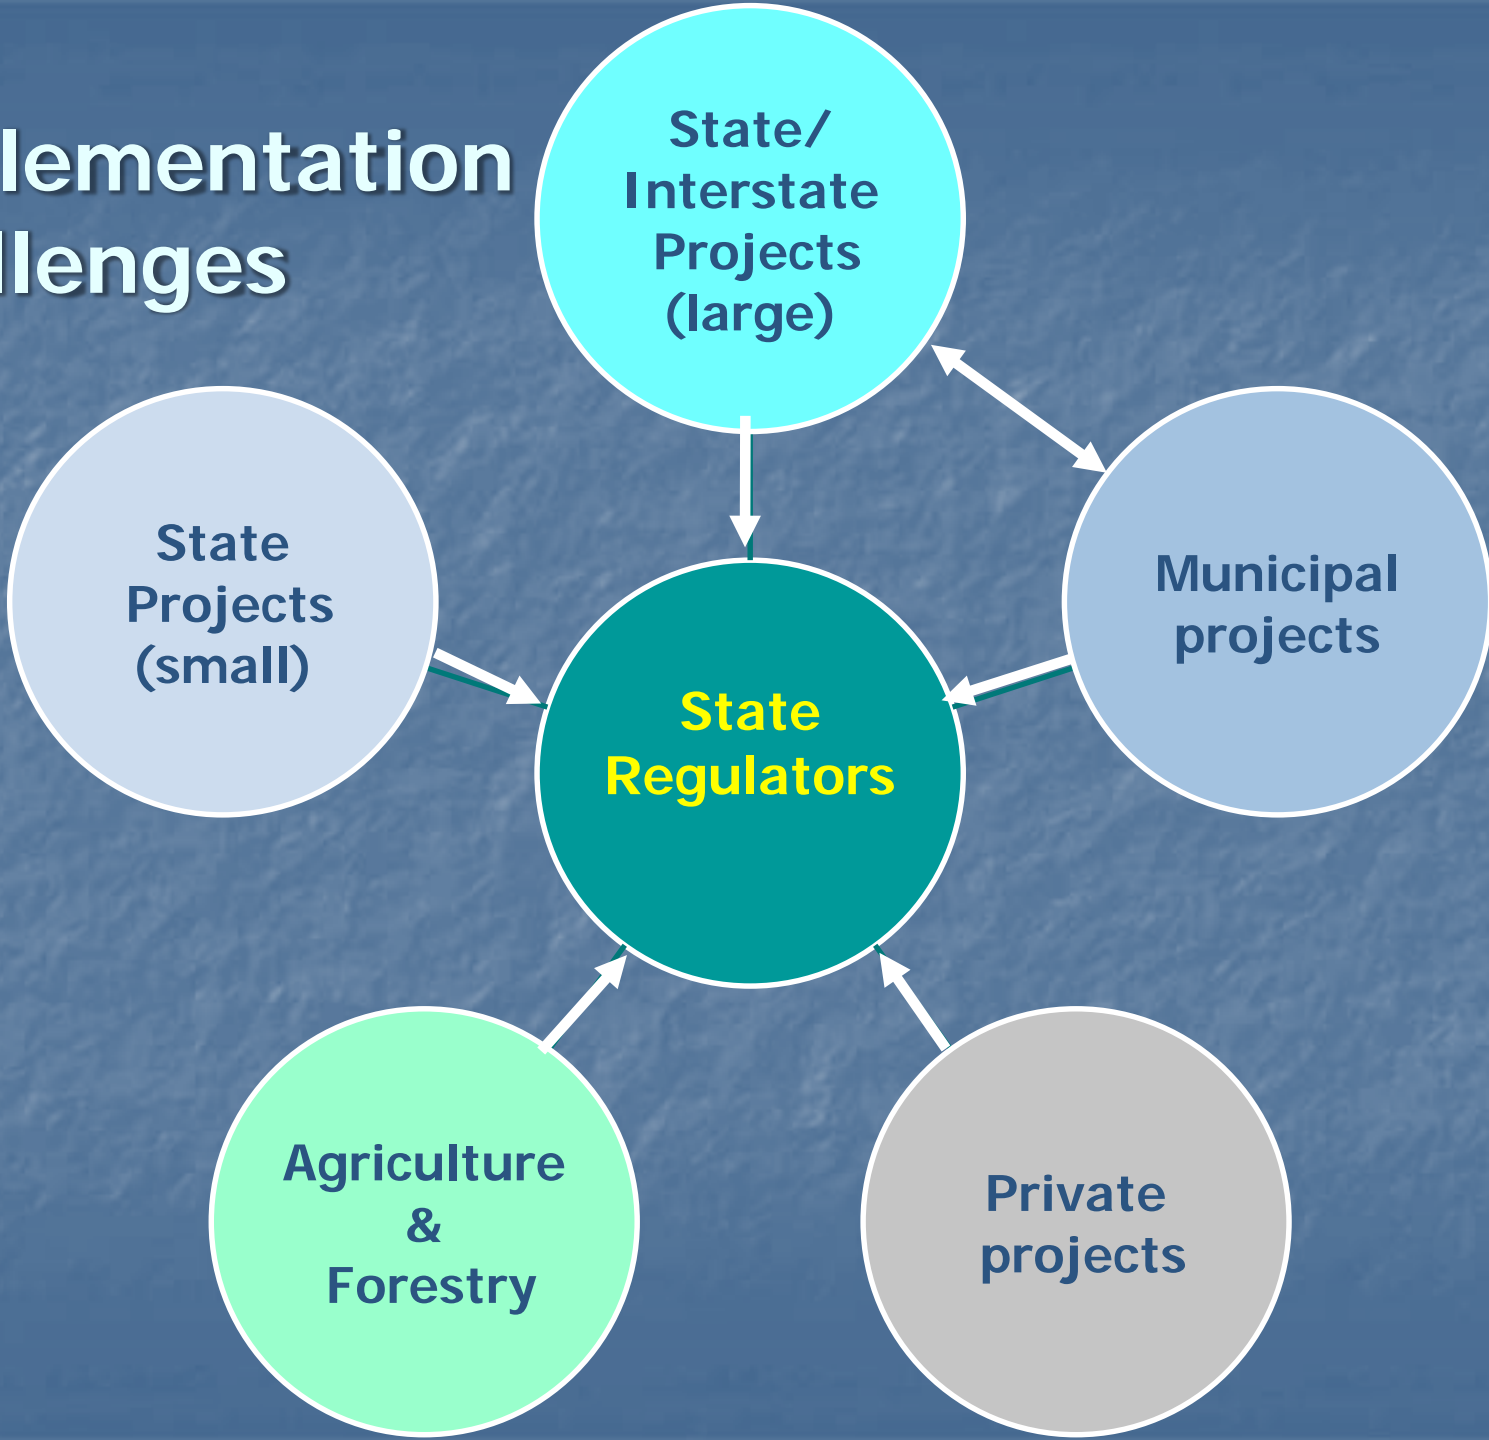 lementation
llenges
State/
Interstate
Projects
(large)
State
Projects
(small)
Municipal
projects
State
Regulators
Agriculture
&
Forestry
Private
projects